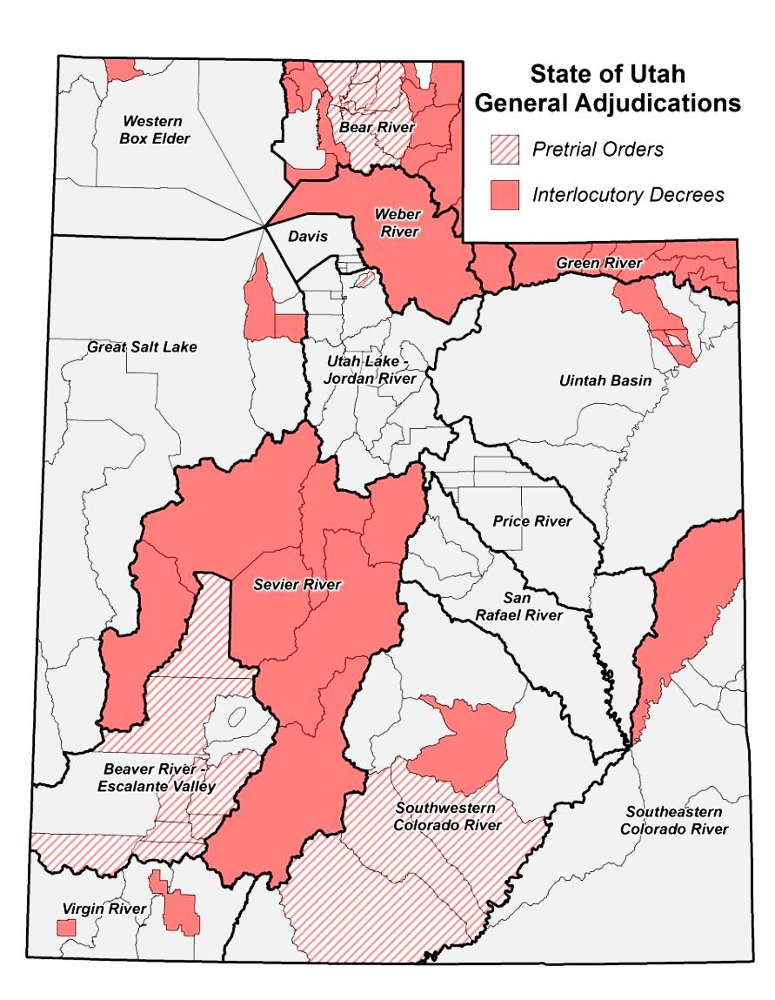 State of Utah
General Adjudications
Pretrial Orders
Interlocutory Decrees
Western
Box Elder
Bear River
Weber
River
Davis
Green River
Great Salt Lake
Utah Lake -
Jordan River
Uintah Basin
Price River
Sevier River
San
Rafael River
Beaver River -
Escalante Valley
Southwestern
Colorado River
Southeastern
Colorado River
Virgin River